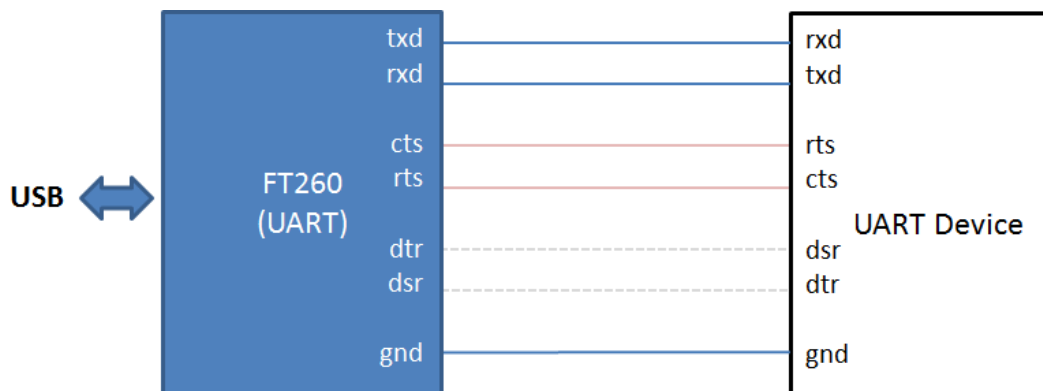 txd
rxd
rxd
txd
cts
rts
rts
cts
USB
FT260
(UART)
UART Device
dtr
dsr
dsr
dtr
gnd
gnd